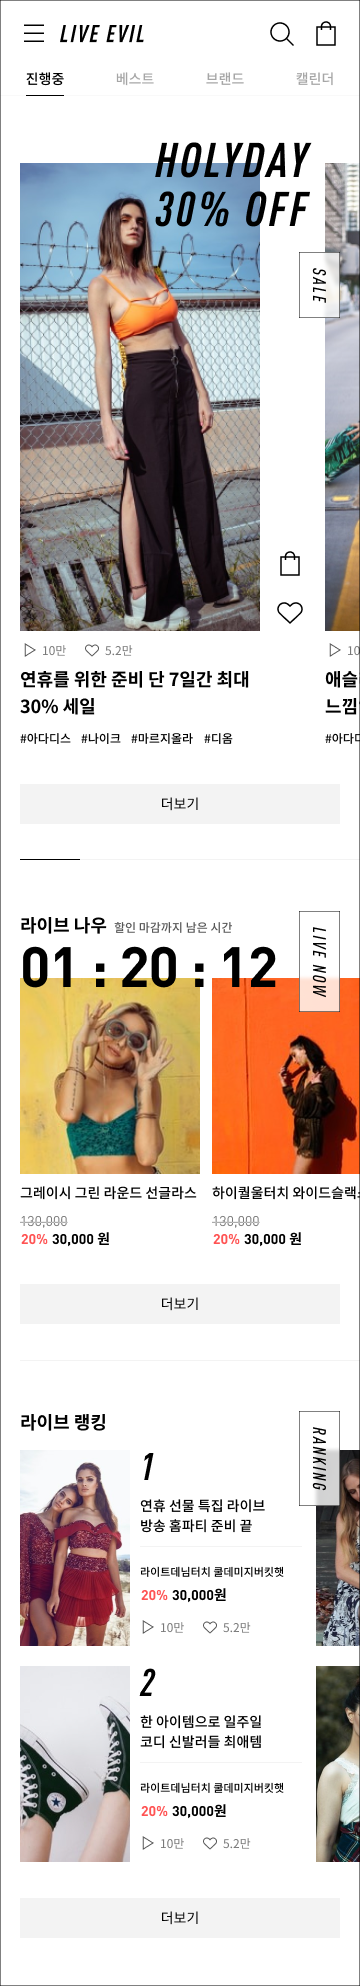 LIVE EVIL
진행중 베스트 브랜드 캘린더
HOLYDAY
30% OFF
SALE
10만 5.2만
연휴를 위한 준비 단 7일간 최대
30% 세일
#아다디스 #나이크 #마르지올라 #디옴
애슬
느낌
#아다디
더보기
라이브 나우 할인 마감까지 남은 시간
01 : 20 : 12
LIVE NOW
그레이시 그린 라운드 선글라스
130,000
20% 30,000 원
하이퀄울터치 와이드슬랙
130,000
20% 30,000 원
더보기
라이브 랭킹
RANKING
1
연휴 선물 특집 라이브
방송 홈파티 준비 끝
라이트데님터치 쿨데미지버킷햇
20% 30,000원
10만 5.2만
2
한 아이템으로 일주일
코디 신발러들 최애템
라이트데님터치 쿨데미지버킷햇
20% 30,000원
10만 5.2만
더보기